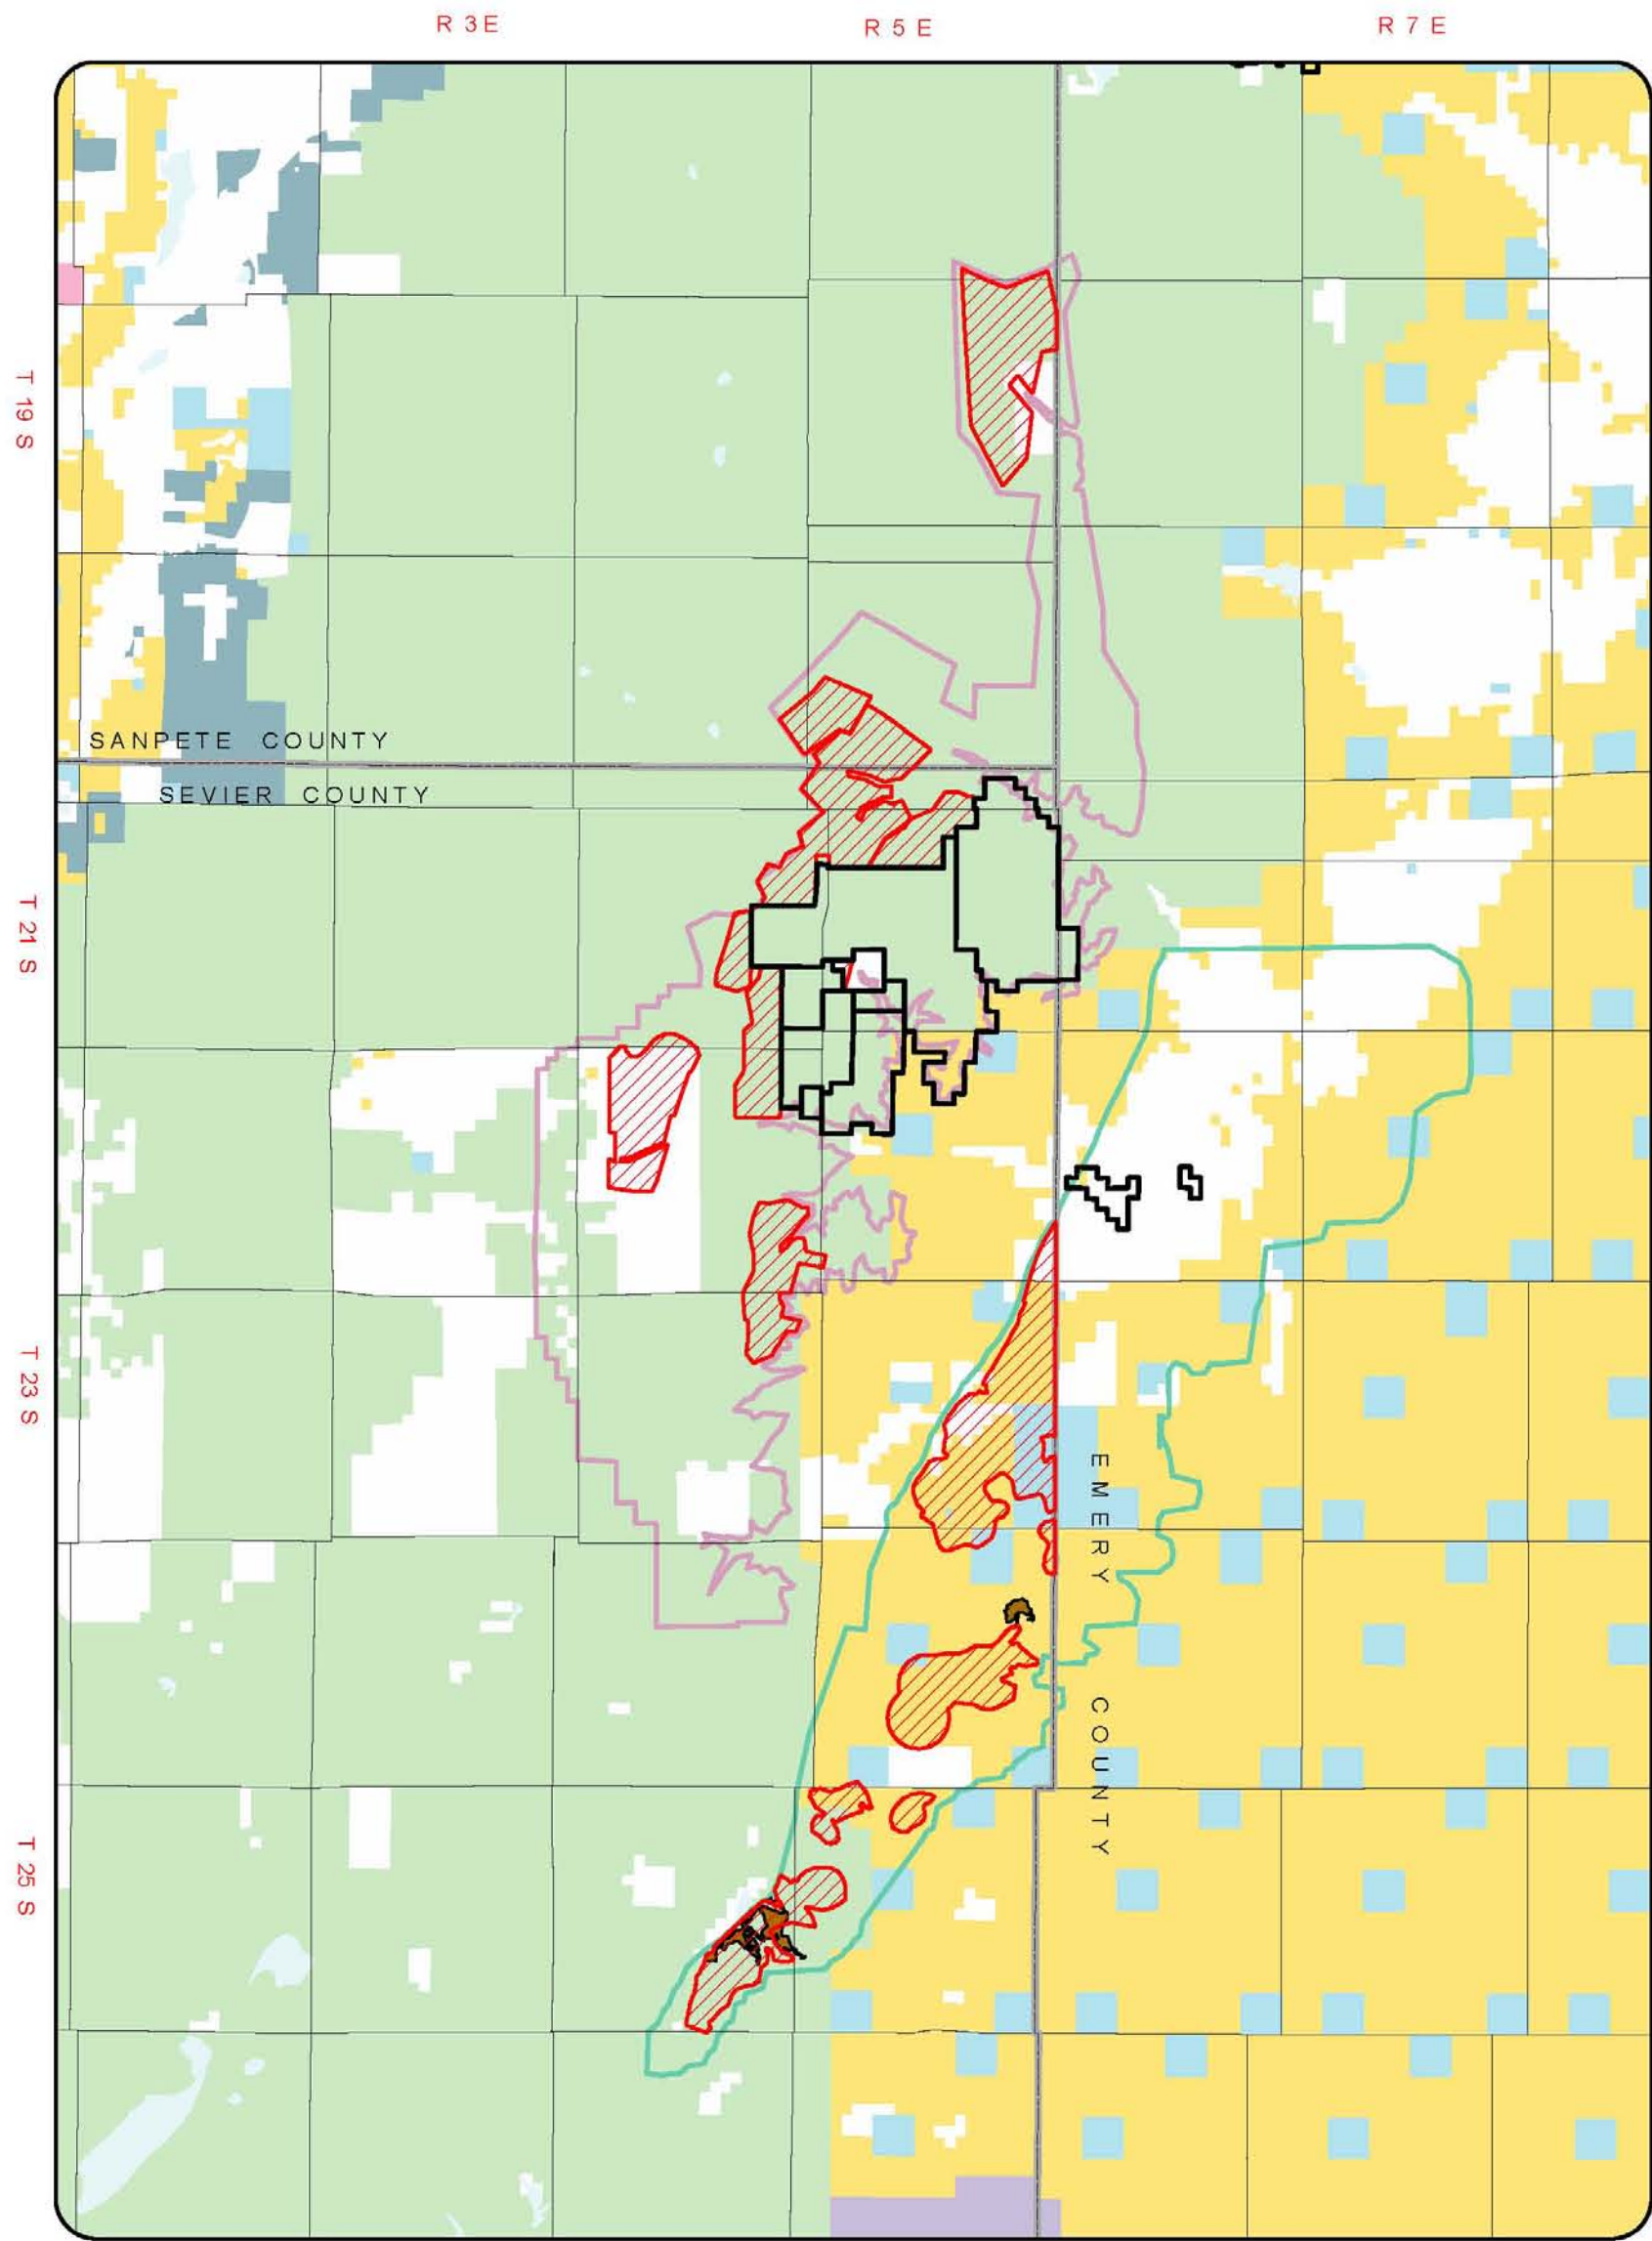 R 3 E
R 5 E
R 7 E
T 19 S
SANPETE COUNTY
SEVIER COUNTY
T 21 S
T 23 S
EMERY COUNTY
T 25 S